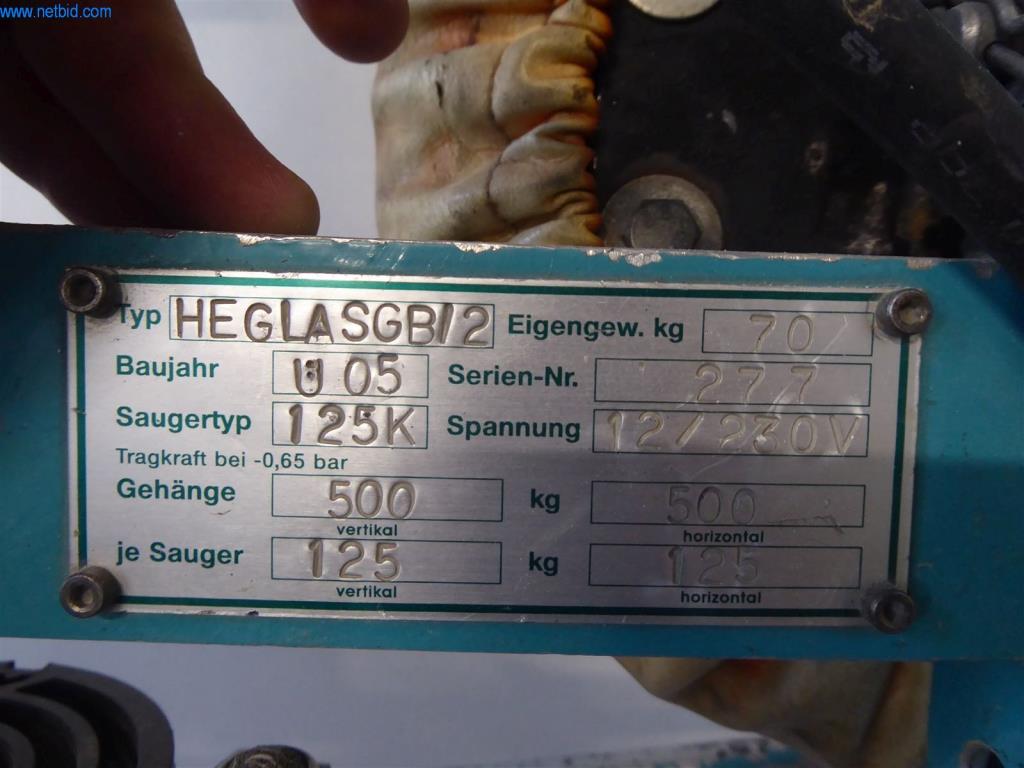 www.netbid.com
Typ HEGLASGB/2 Eigengew. kg 70
Baujahr 05 Serien-Nr. 277
Saugertyp 125K Spannung 12/230V
Tragkraft bei -0,65 bar
Gehänge 500 kg 500
vertikal horizontal
je Sauger 125 kg 125
vertikal horizontal